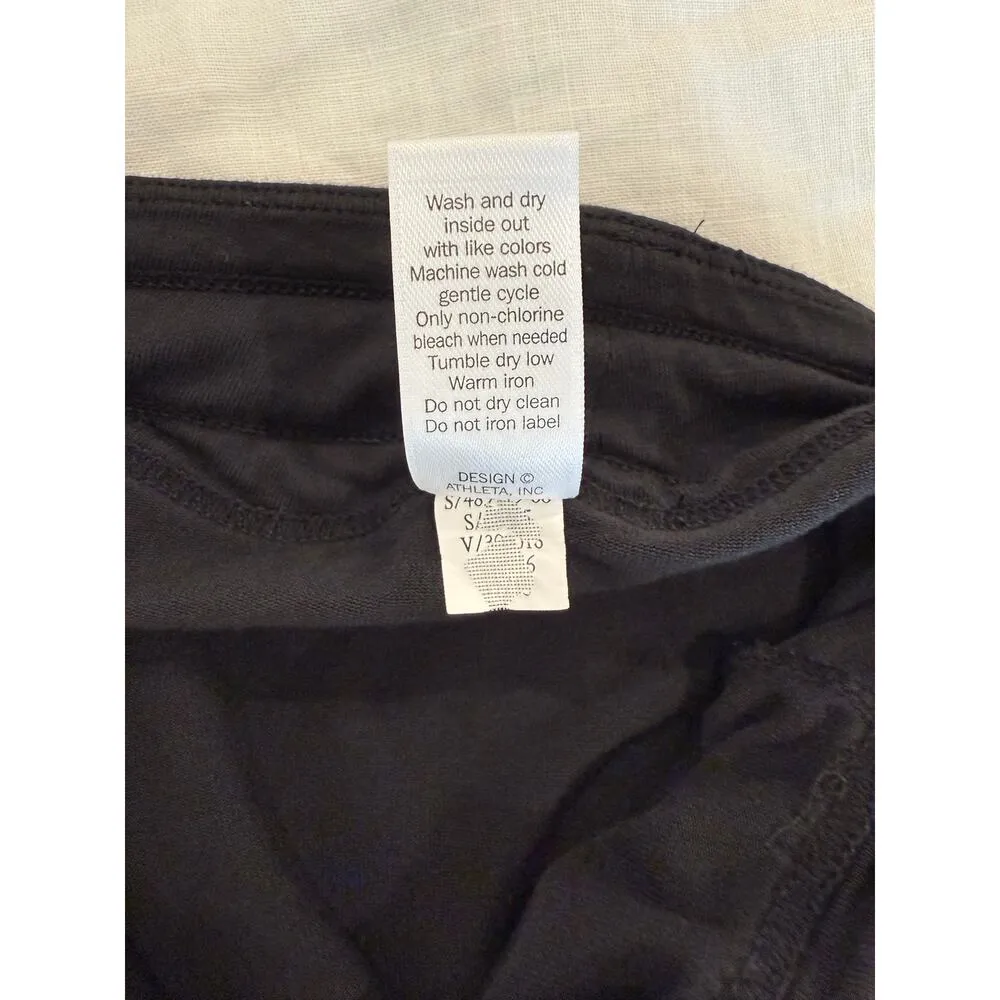 Wash and dry
inside out
with like colors
Machine wash cold
gentle cycle
Only non-chlorine
bleach when needed
Tumble dry low
Warm iron
Do not dry clean
Do not iron label
DESIGN ©
ATHLETA, INC